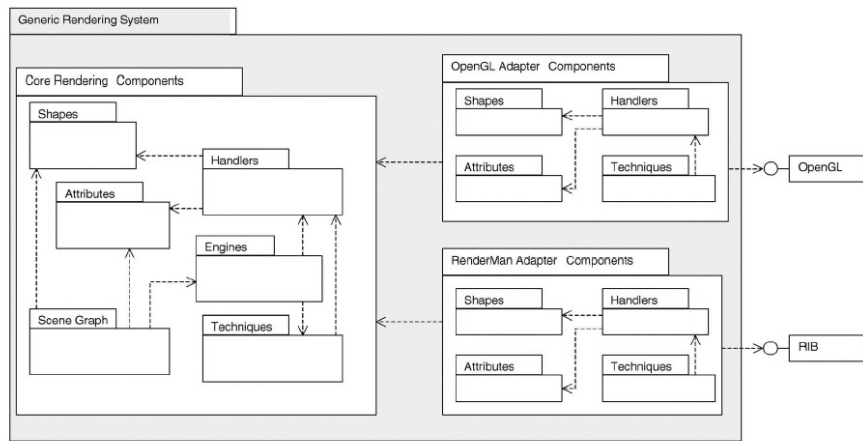 Generic Rendering System
Core Rendering Components
Shapes
Handlers
Attributes
Engines
Scene Graph
Techniques
OpenGL Adapter Components
Shapes
Handlers
Attributes
Techniques
OpenGL
RenderMan Adapter Components
Shapes
Handlers
Attributes
Techniques
RIB